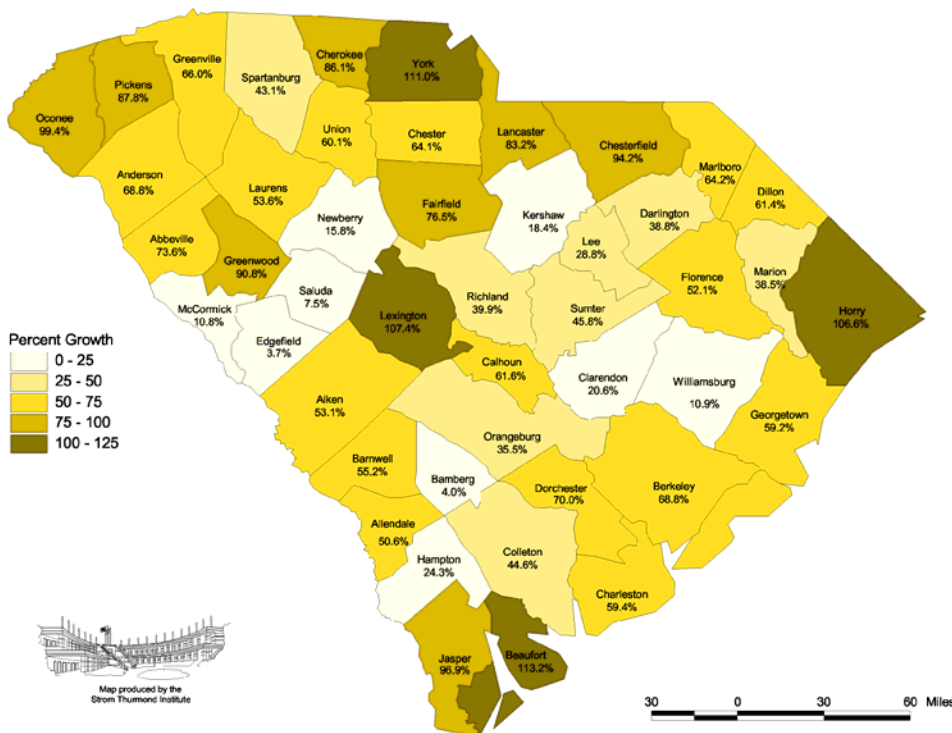 Greenville
66.0%
Spartanburg
43.1%
Cherokee
86.1%
York
111.0%
Pickens
87.8%
Oconee
99.4%
Union
60.1%
Chester
64.1%
Lancaster
83.2%
Chesterfield
94.2%
Marlboro
64.2%
Dillon
61.4%
Anderson
68.8%
Laurens
53.6%
Newberry
15.8%
Fairfield
76.5%
Kershaw
18.4%
Darlington
38.8%
Lee
28.8%
Abbeville
73.6%
Greenwood
90.8%
Saluda
7.5%
Lexington
107.4%
Richland
39.9%
Sumter
45.8%
Florence
52.1%
Marion
38.5%
Horry
106.6%
McCormick
10.8%
Edgefield
3.7%
Calhoun
61.6%
Clarendon
20.6%
Williamsburg
10.9%
Georgetown
59.2%
Aiken
53.1%
Orangeburg
35.5%
Barnwell
55.2%
Bamberg
4.0%
Dorchester
70.0%
Berkeley
68.8%
Allendale
50.6%
Hampton
24.3%
Colleton
44.6%
Charleston
59.4%
Jasper
96.9%
Beaufort
113.2%
Percent Growth
0 - 25
25 - 50
50 - 75
75 - 100
100 - 125
Map produced by the
Strom Thurmond Institute
30 0 30 60 Miles